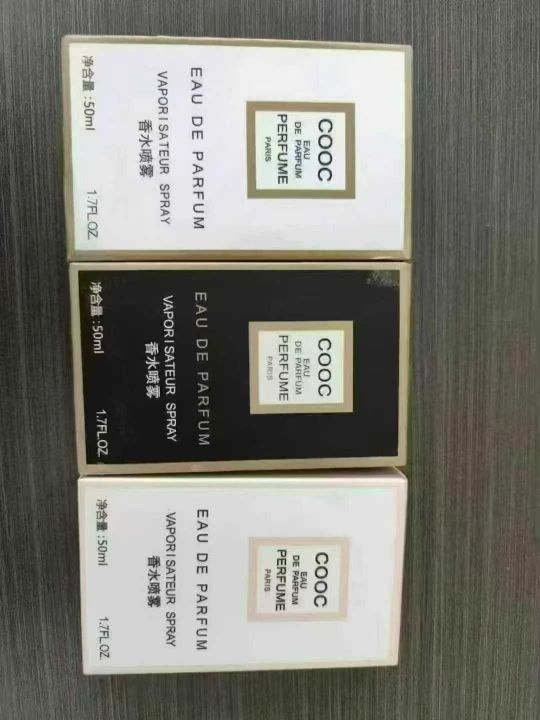 COOC
EAU
DE PARFUM
PERFUME
PARIS
EAU DE PARFUM
VAPORISATEUR SPRAY
香水喷雾
净含量:50ml
1.7FL.OZ.
COOC
EAU
DE PARFUM
PERFUME
PARIS
EAU DE PARFUM
VAPORISATEUR SPRAY
香水喷雾
净含量:50ml
1.7FL.OZ.
COOC
EAU
DE PARFUM
PERFUME
PARIS
EAU DE PARFUM
VAPORISATEUR SPRAY
香水喷雾
净含量:50ml
1.7FL.OZ.